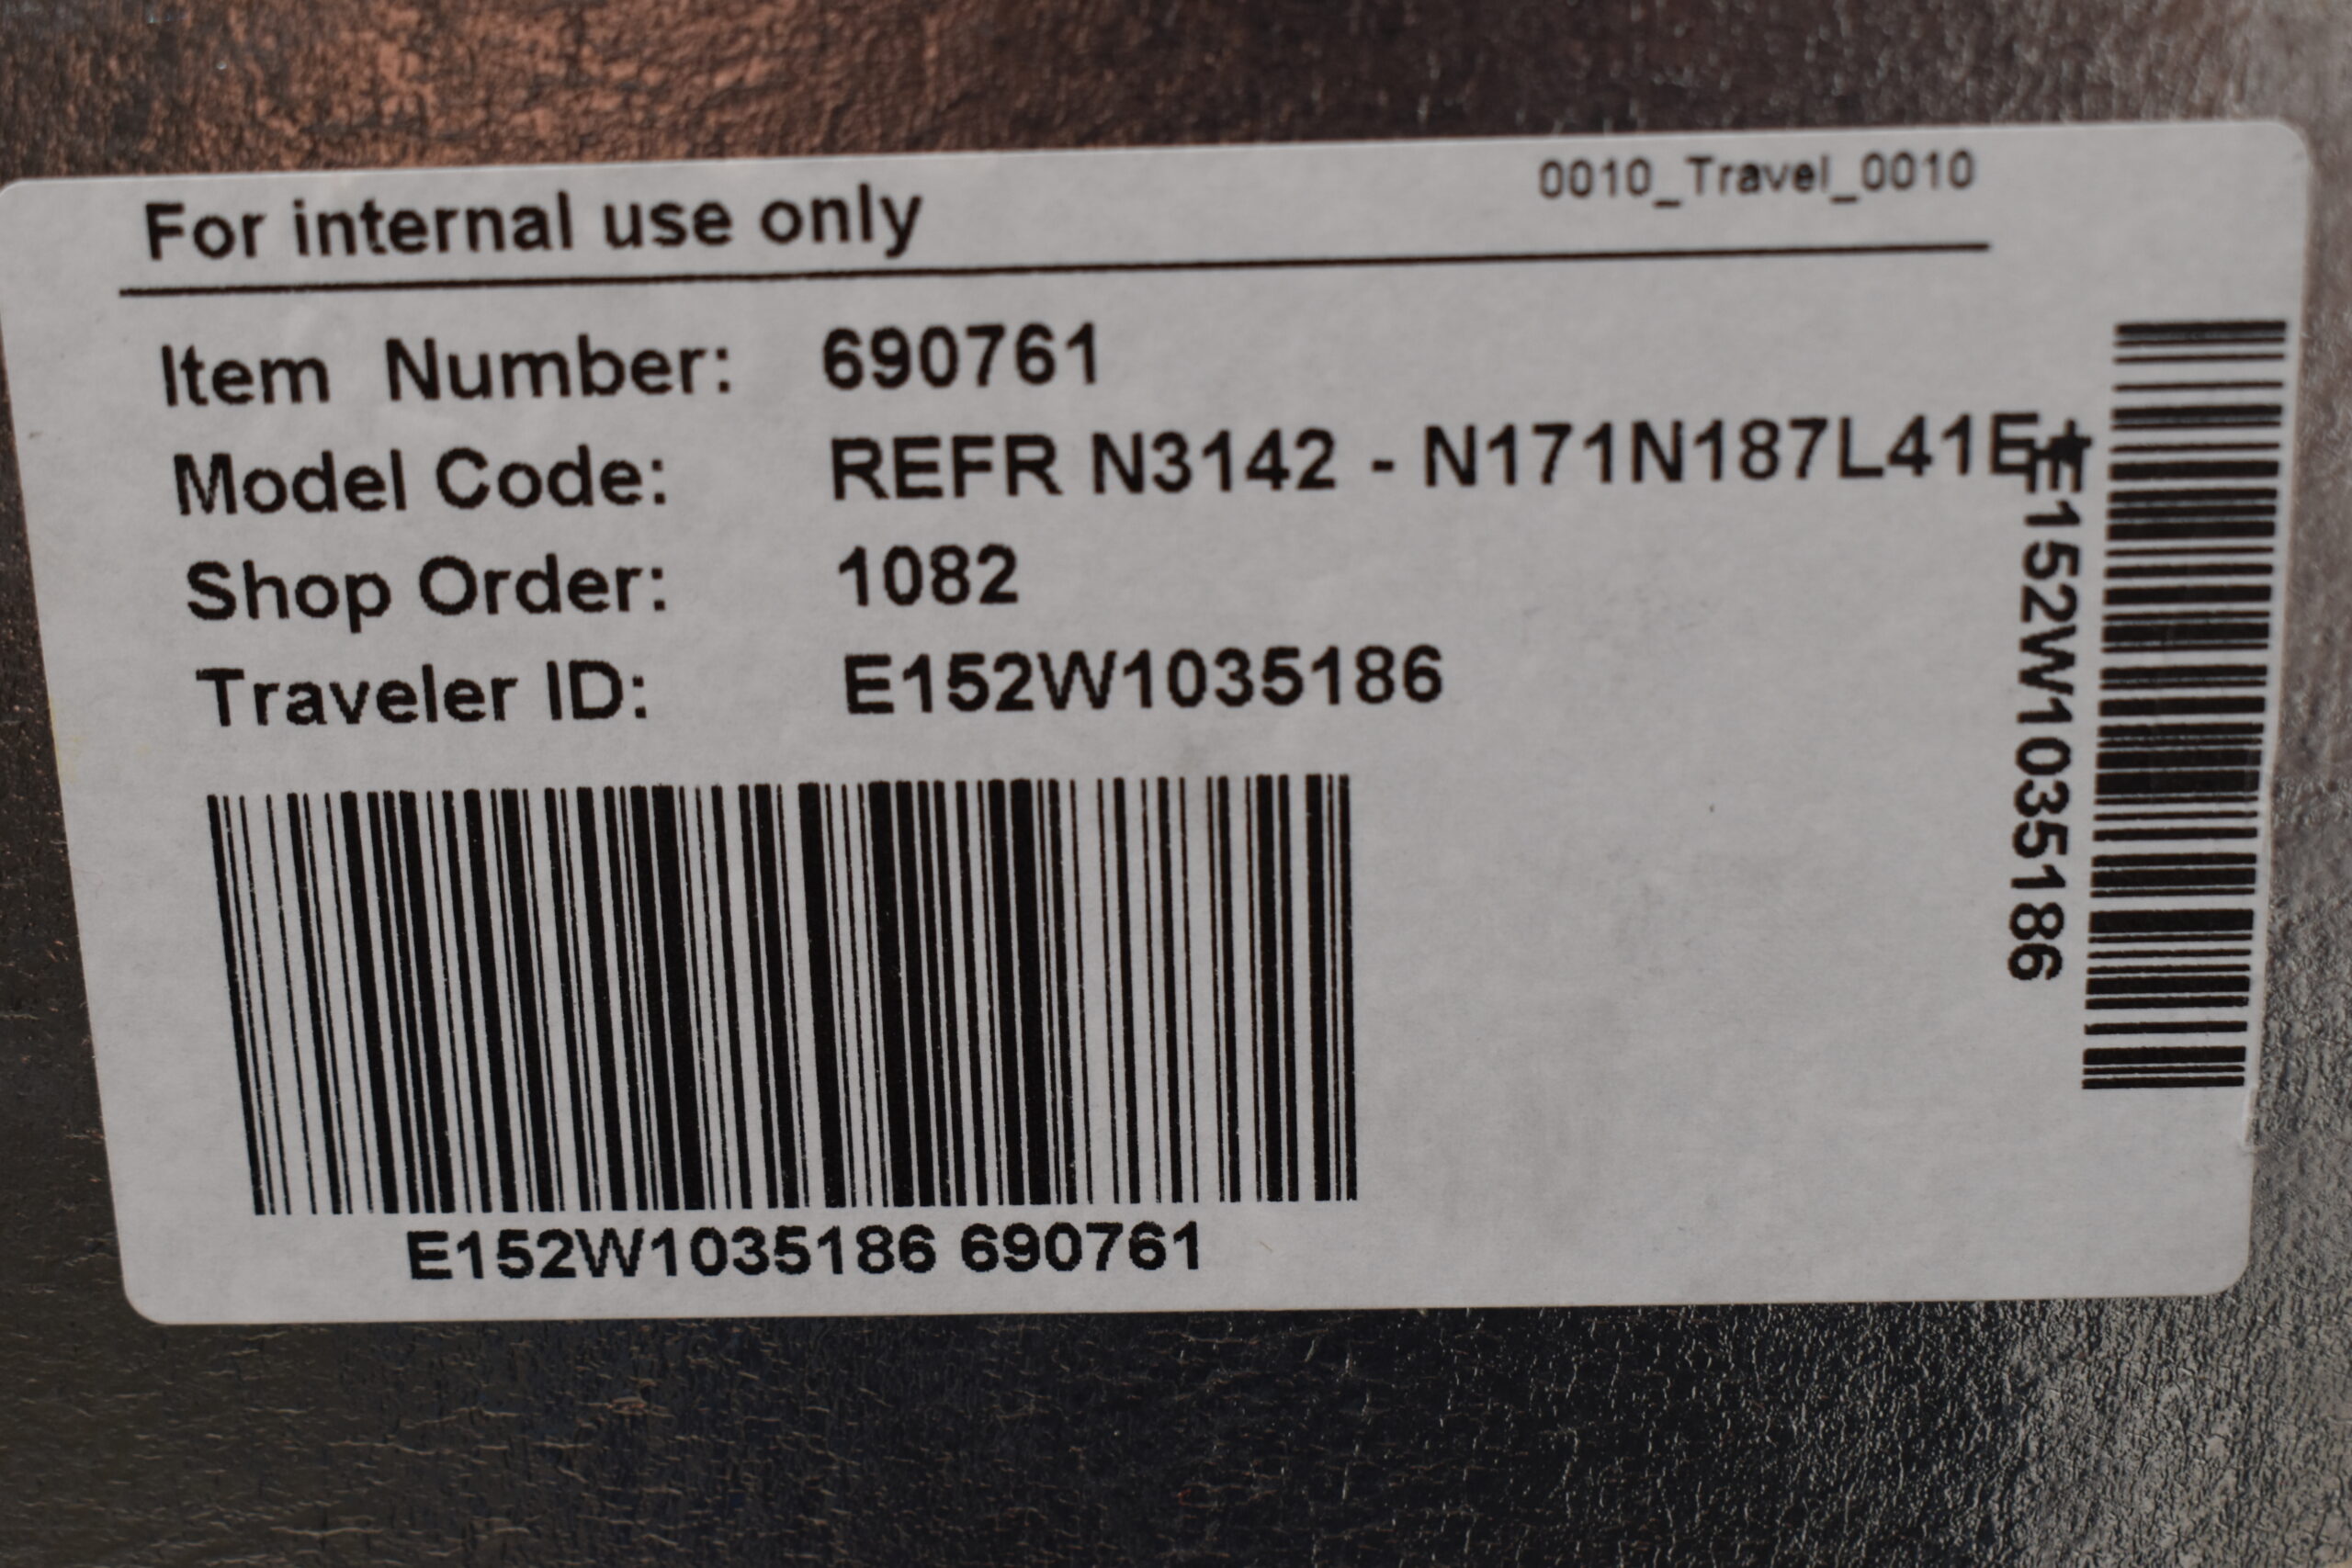 For internal use only
0010_Travel_0010
Item Number: 690761
Model Code: REFR N3142 - N171N187L41E
Shop Order: 1082
Traveler ID: E152W1035186
E152W1035186 690761
E152W1035186